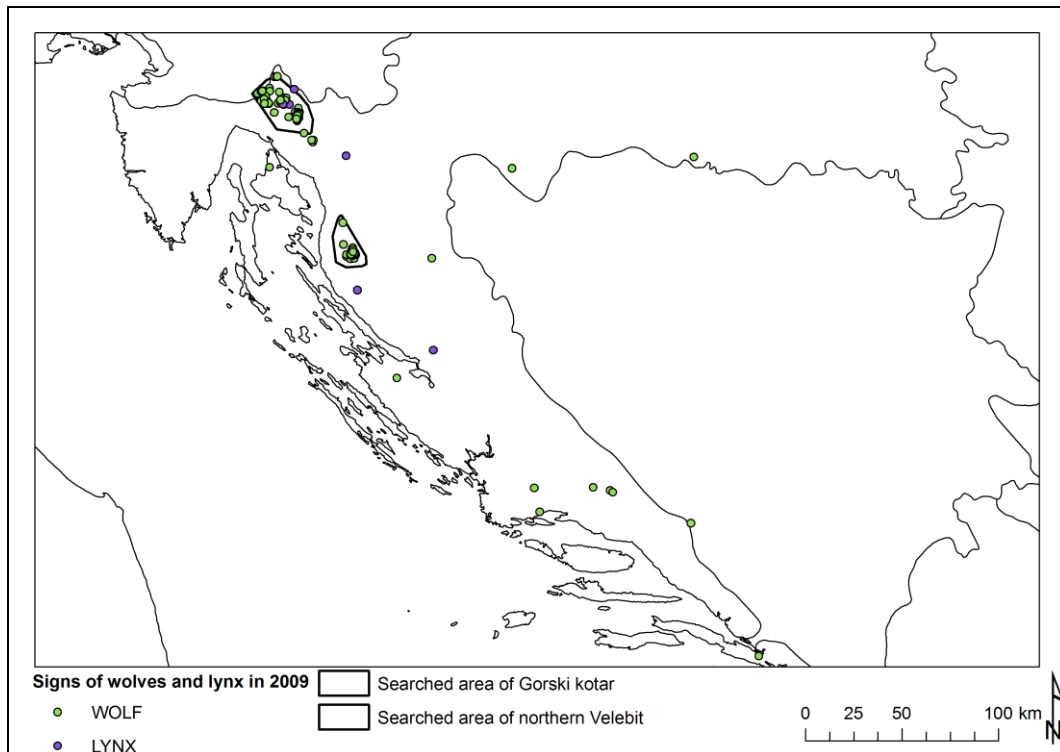 Signs of wolves and lynx in 2009
WOLF
LYNX
Searched area of Gorski kotar
Searched area of northern Velebit
0 25 50 100 km
N